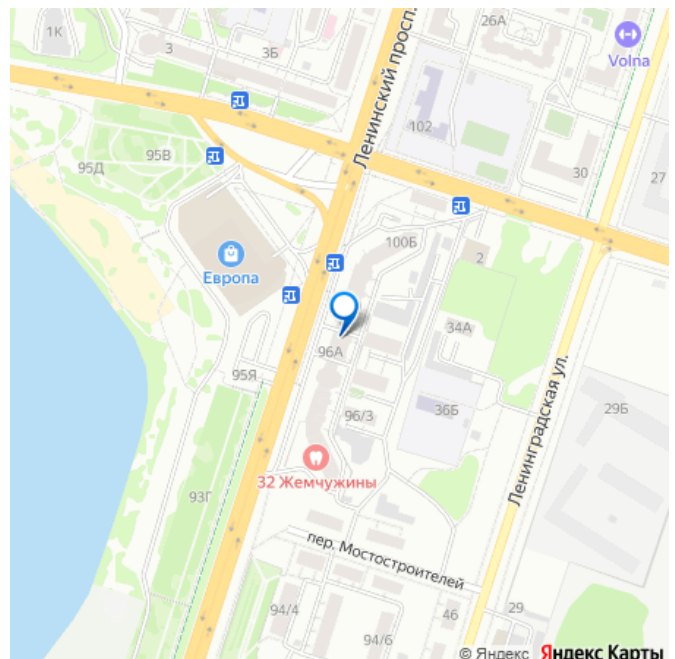 1К
3
3Б
26А
Volna
Ленинский просп.
102
95В
95Д
30
27
100Б
2
Европа
34А
96А
95Я
96/3
36Б
29Б
Ленинградская ул.
32 Жемчужины
93Г
пер. Мостостроителей
94/4
94/6
46
29
© Яндекс Яндекс Карты